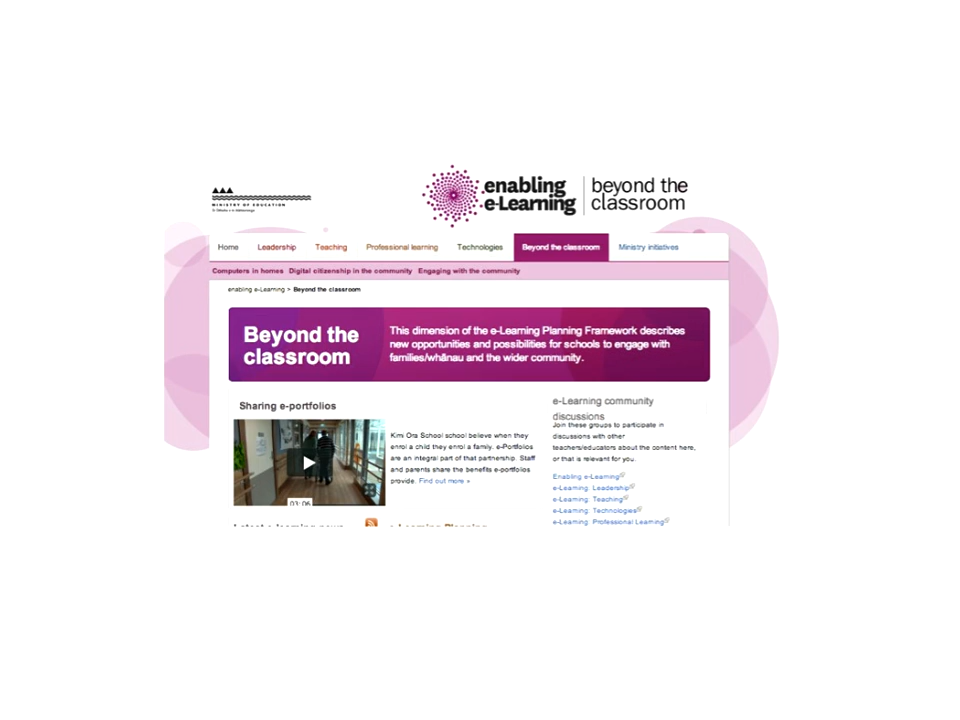 MINISTRY OF EDUCATION
enabling
e-Learning
beyond the
classroom
Home Leadership Teaching Professional learning Technologies Beyond the classroom Ministry initiatives
Computers in homes Digital citizenship in the community Engaging with the community
enabling e-Learning > Beyond the classroom
Beyond the
classroom
This dimension of the e-Learning Planning Framework describes
new opportunities and possibilities for schools to engage with
families/whānau and the wider community.
Sharing e-portfolios
03:06
Kimi Ora School school believe when they
enrol a child they enrol a family. e-Portfolios
are an integral part of that partnership. Staff
and parents share the benefits e-portfolios
provide. Find out more »
e-Learning community
discussions
Join these groups to participate in
discussions with other
teachers/educators about the content here,
or that is relevant for you.
Enabling e-Learning
e-Learning: Leadership
e-Learning: Teaching
e-Learning: Technologies
e-Learning: Professional Learning
Latest e-learning news
e-Learning Planning